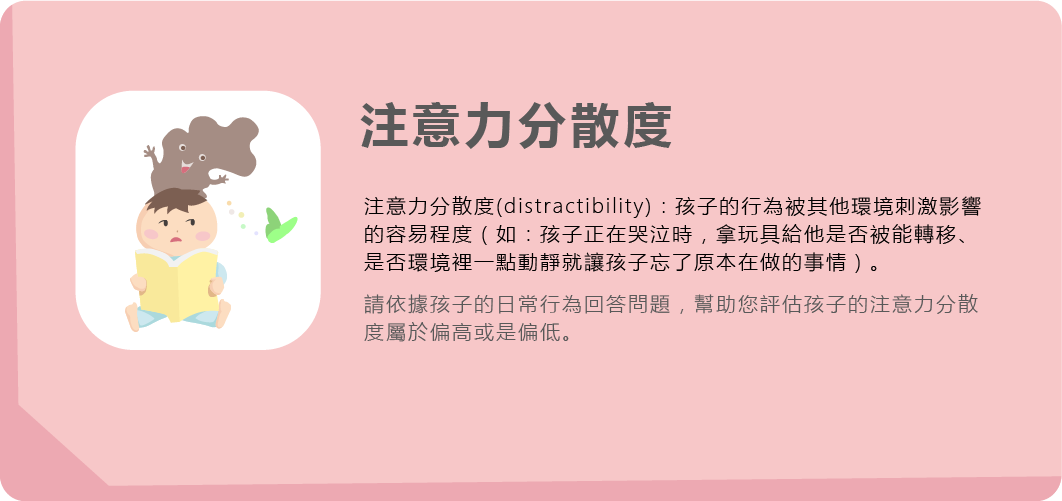 注意力分散度
注意力分散度(distractibility)：孩子的行為被其他環境刺激影響
的容易程度（如：孩子正在哭泣時，拿玩具給他是否被能轉移、
是否環境裡一點動靜就讓孩子忘了原本在做的事情）。
請依據孩子的日常行為回答問題，幫助您評估孩子的注意力分散
度屬於偏高或是偏低。